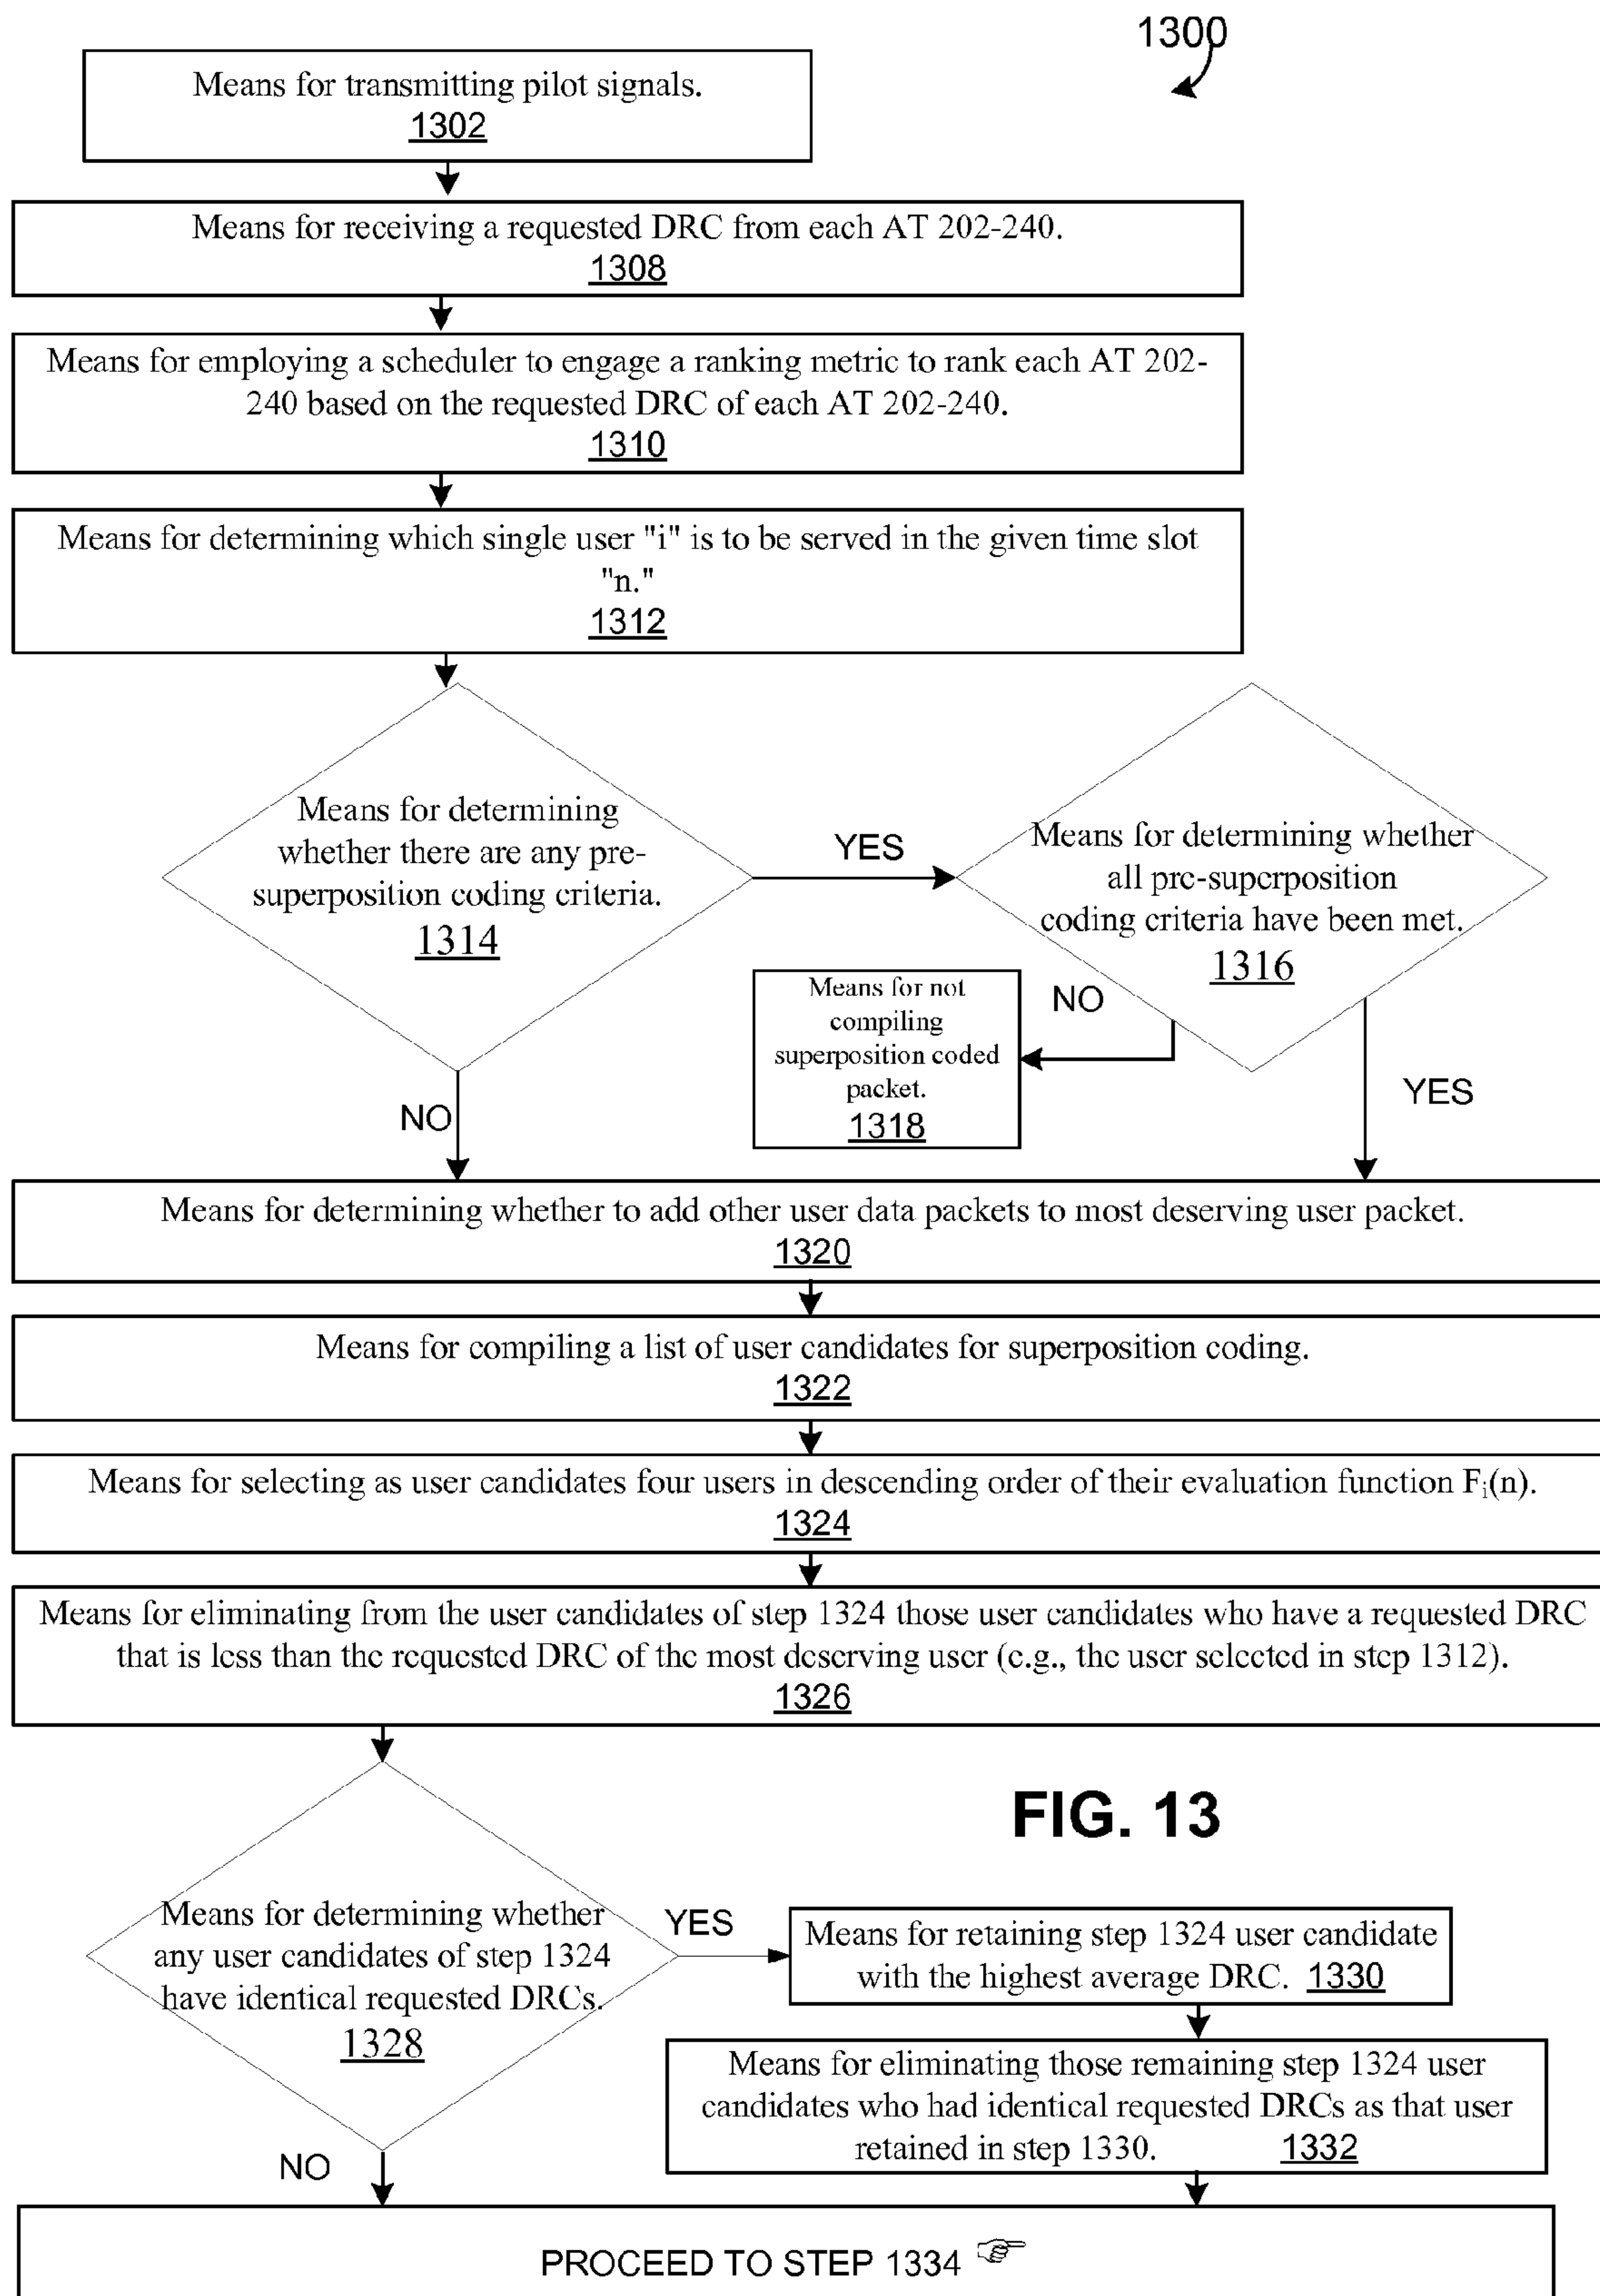 1300
Means for transmitting pilot signals.
1302
Means for receiving a requested DRC from each AT 202-240.
1308
Means for employing a scheduler to engage a ranking metric to rank each AT 202-
240 based on the requested DRC of each AT 202-240.
1310
Means for determining which single user "i" is to be served in the given time slot
"n."
1312
Means for determining
whether there are any pre-
superposition coding criteria.
1314
YES
Means for determining whether
all pre-superposition
coding criteria have been met.
1316
NO
Means for not
compiling
superposition coded
packet.
1318
NO
YES
Means for determining whether to add other user data packets to most deserving user packet.
1320
Means for compiling a list of user candidates for superposition coding.
1322
Means for selecting as user candidates four users in descending order of their evaluation function Fi(n).
1324
Means for eliminating from the user candidates of step 1324 those user candidates who have a requested DRC
that is less than the requested DRC of the most deserving user (e.g., the user selected in step 1312).
1326
FIG. 13
Means for determining whether
any user candidates of step 1324
have identical requested DRCs.
1328
YES
Means for retaining step 1324 user candidate
with the highest average DRC. 1330
Means for eliminating those remaining step 1324 user
candidates who had identical requested DRCs as that user
retained in step 1330. 1332
NO
PROCEED TO STEP 1334